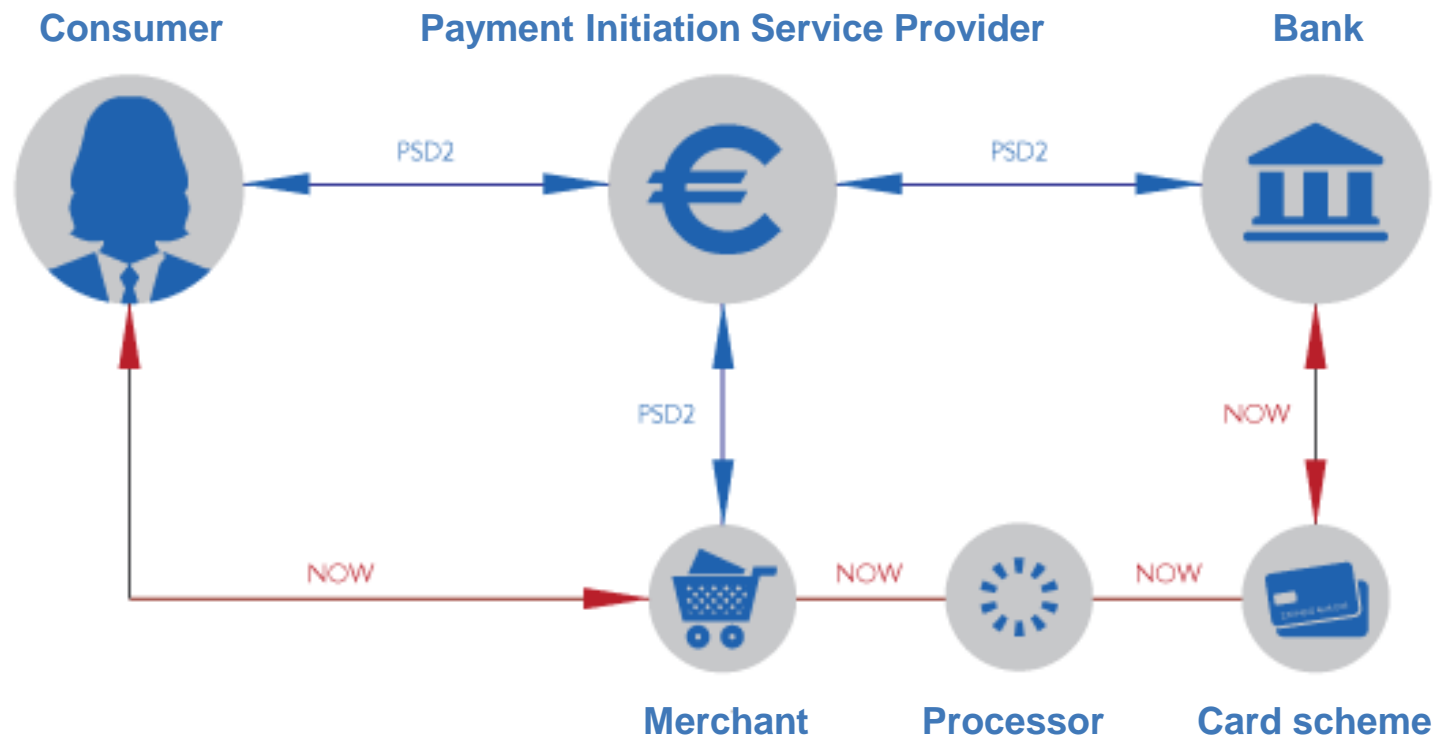 Consumer
Payment Initiation Service Provider
Bank
PSD2
PSD2
PSD2
NOW
NOW
NOW
NOW
Merchant
Processor
Card scheme